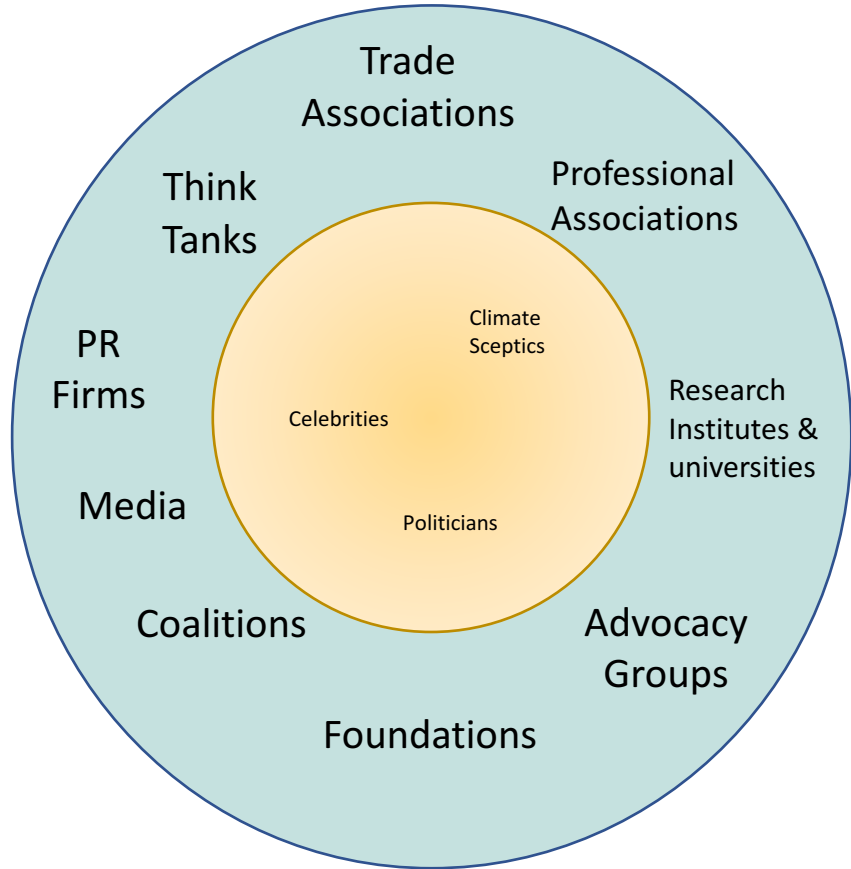 Trade
Associations
Professional
Associations
Think
Tanks
Climate
Sceptics
PR
Firms
Celebrities
Research
Institutes &
universities
Media
Politicians
Coalitions
Advocacy
Groups
Foundations